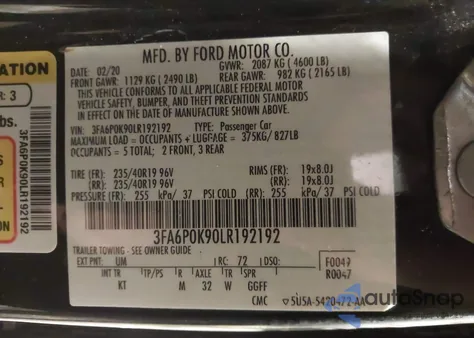 MFD. BY FORD MOTOR CO.
DATE: 02/20 GVWR: 2087 KG ( 4600 LB)
FRONT GAWR: 1129 KG ( 2490 LB) REAR GAWR: 982 KG ( 2165 LB)
THIS VEHICLE CONFORMS TO ALL APPLICABLE FEDERAL MOTOR
VEHICLE SAFETY, BUMPER, AND THEFT PREVENTION STANDARDS
IN EFFECT ON THE DATE OF MANUFACTURE SHOWN ABOVE.
VIN: 3FA6P0K90LR192192 TYPE: Passenger Car
MAXIMUM LOAD = OCCUPANTS + LUGGAGE = 375KG/ 827LB
OCCUPANTS = 5 TOTAL: 2 FRONT, 3 REAR
TIRE (FR): 235/40R19 96V RIMS (FR): 19x8.0J
(RR): 235/40R19 96V (RR): 19x8.0J
PRESSURE (FR): 255 kPa/ 37 PSI COLD (RR): 255 kPa/ 37 PSI COLD
3FA6P0K90LR192192
TRAILER TOWING - SEE OWNER GUIDE
EXT PNT: UM RC: 72 DSO: F0047
INT TR TP/PS R AXLE TR SPR R0047
KT M 32 W GGFF
CMC 5U5A-5420472-AA
ATION
R: 3
lbs.
3FA6P0K90LR192192
AutoSnap